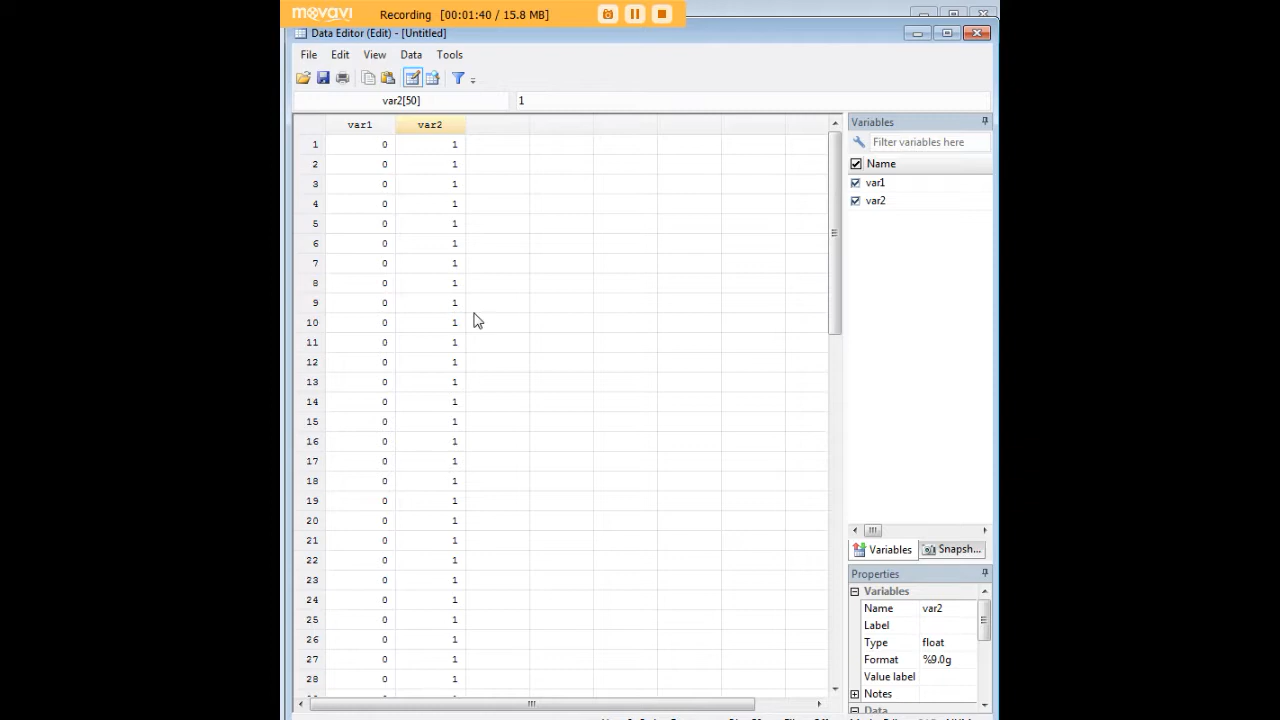 movavi Recording [00:01:40 / 15.8 MB]
Data Editor (Edit) - [Untitled]
File Edit View Data Tools
var2[50] 1
var1 var2
1 0 1
2 0 1
3 0 1
4 0 1
5 0 1
6 0 1
7 0 1
8 0 1
9 0 1
10 0 1
11 0 1
12 0 1
13 0 1
14 0 1
15 0 1
16 0 1
17 0 1
18 0 1
19 0 1
20 0 1
21 0 1
22 0 1
23 0 1
24 0 1
25 0 1
26 0 1
27 0 1
28 0 1
Variables
Filter variables here
Name
var1
var2
Variables Snapsh...
Properties
Variables
Name var2
Label
Type float
Format %9.0g
Value label
Notes
Data